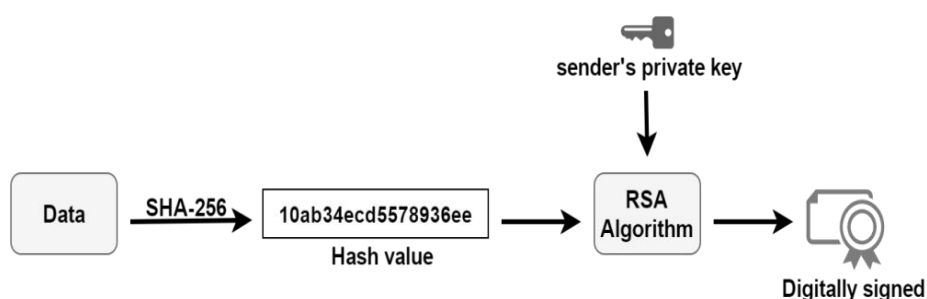 sender's private key
Data
SHA-256
10ab34ecd5578936ee
Hash value
RSA
Algorithm
Digitally signed